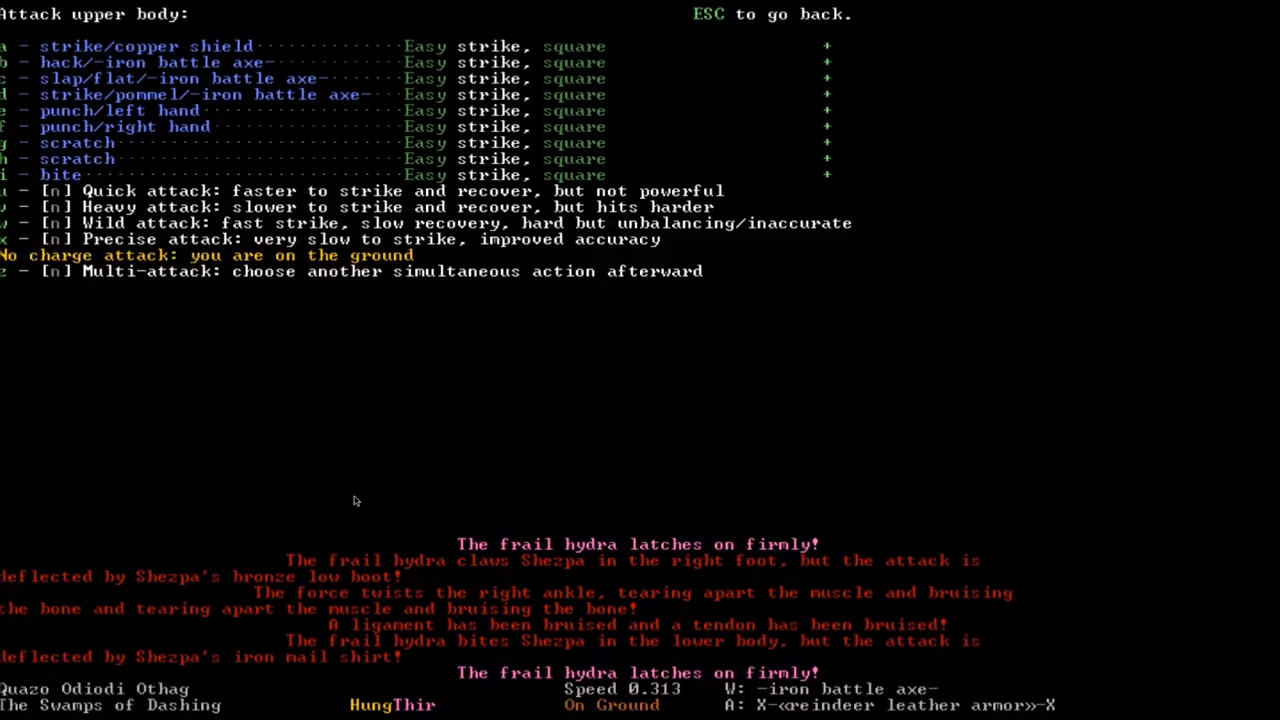 Attack upper body: ESC to go back.
a - strike/copper shield Easy strike, square +
b - hack/-iron battle axe- Easy strike, square +
c - slap/flat/-iron battle axe- Easy strike, square +
d - strike/pommel/-iron battle axe- Easy strike, square +
e - punch/left hand Easy strike, square +
f - punch/right hand Easy strike, square +
g - scratch Easy strike, square +
h - scratch Easy strike, square +
i - bite Easy strike, square +
u - [n] Quick attack: faster to strike and recover, but not powerful
v - [n] Heavy attack: slower to strike and recover, but hits harder
w - [n] Wild attack: fast strike, slow recovery, hard but unbalancing/inaccurate
x - [n] Precise attack: very slow to strike, improved accuracy
No charge attack: you are on the ground
z - [n] Multi-attack: choose another simultaneous action afterward
The frail hydra latches on firmly!
The frail hydra claws Shezpa in the right foot, but the attack is
deflected by Shezpa's bronze low boot!
The force twists the right ankle, tearing apart the muscle and bruising
the bone and tearing apart the muscle and bruising the bone!
A ligament has been bruised and a tendon has been bruised!
The frail hydra bites Shezpa in the lower body, but the attack is
deflected by Shezpa's iron mail shirt!
The frail hydra latches on firmly!
Quazo Odiodi Othag Speed 0.313 W: -iron battle axe-
The Swamps of Dashing HungThir On Ground A: X-«reindeer leather armor»-X